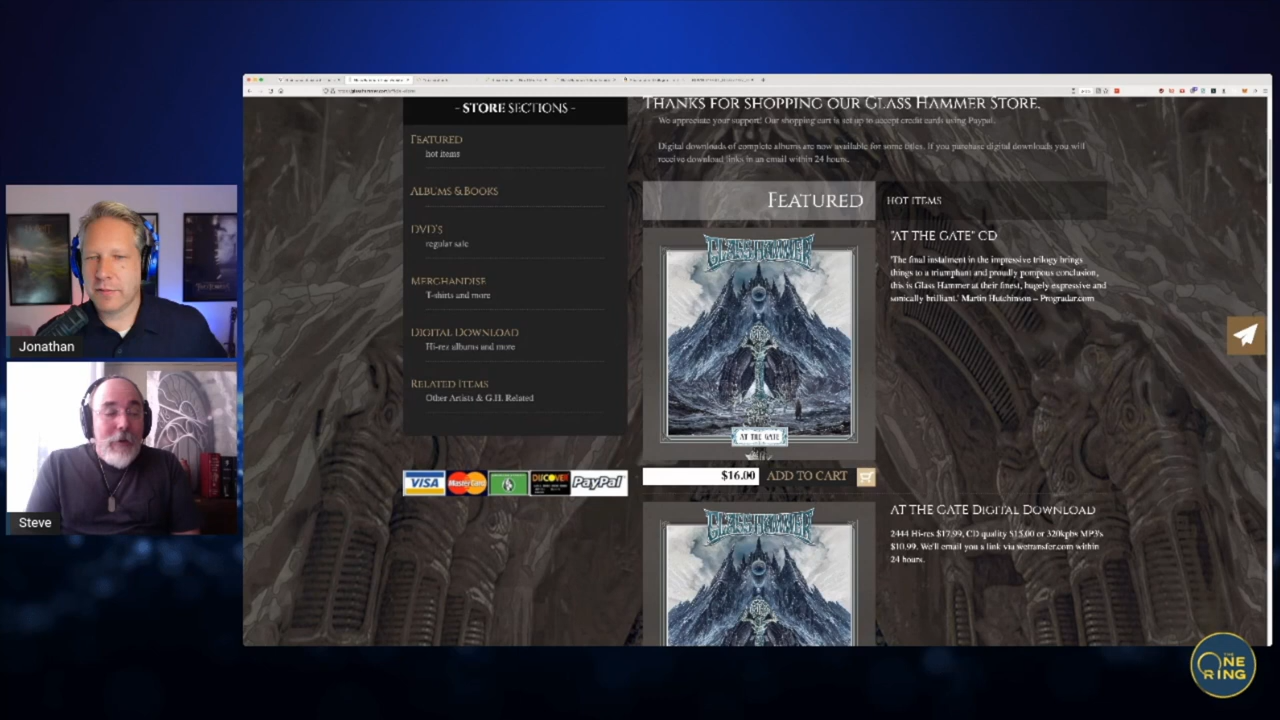 - STORE SECTIONS -
FEATURED
hot items
ALBUMS & BOOKS
DVD'S
regular sale
MERCHANDISE
T-shirts and more
DIGITAL DOWNLOAD
Hi-res albums and more
RELATED ITEMS
Other Artists & G.H. Related
VISA
MasterCard
DISCOVER
PayPal
THANKS FOR SHOPPING OUR GLASS HAMMER STORE.
We appreciate your support! Our shopping cart is set up to accept credit cards using Paypal.
Digital downloads of complete albums are now available for some titles. If you purchase digital downloads you will
receive download links in an email within 24 hours.
FEATURED
HOT ITEMS
GLASS HAMMER
AT THE GATE
"AT THE GATE" CD
'The final instalment in the impressive trilogy brings
things to a triumphant and proudly pompous conclusion,
this is Glass Hammer at their finest, hugely expressive and
sonically brilliant.' Martin Hutchinson – Progradar.com
$16.00 ADD TO CART
GLASS HAMMER
AT THE GATE DIGITAL DOWNLOAD
2444 Hi-res $17.99, CD quality $15.00 or 320kpbs MP3's
$10.99. We'll email you a link via wetransfer.com within
24 hours.
Jonathan
Steve
THE
ONE
RING